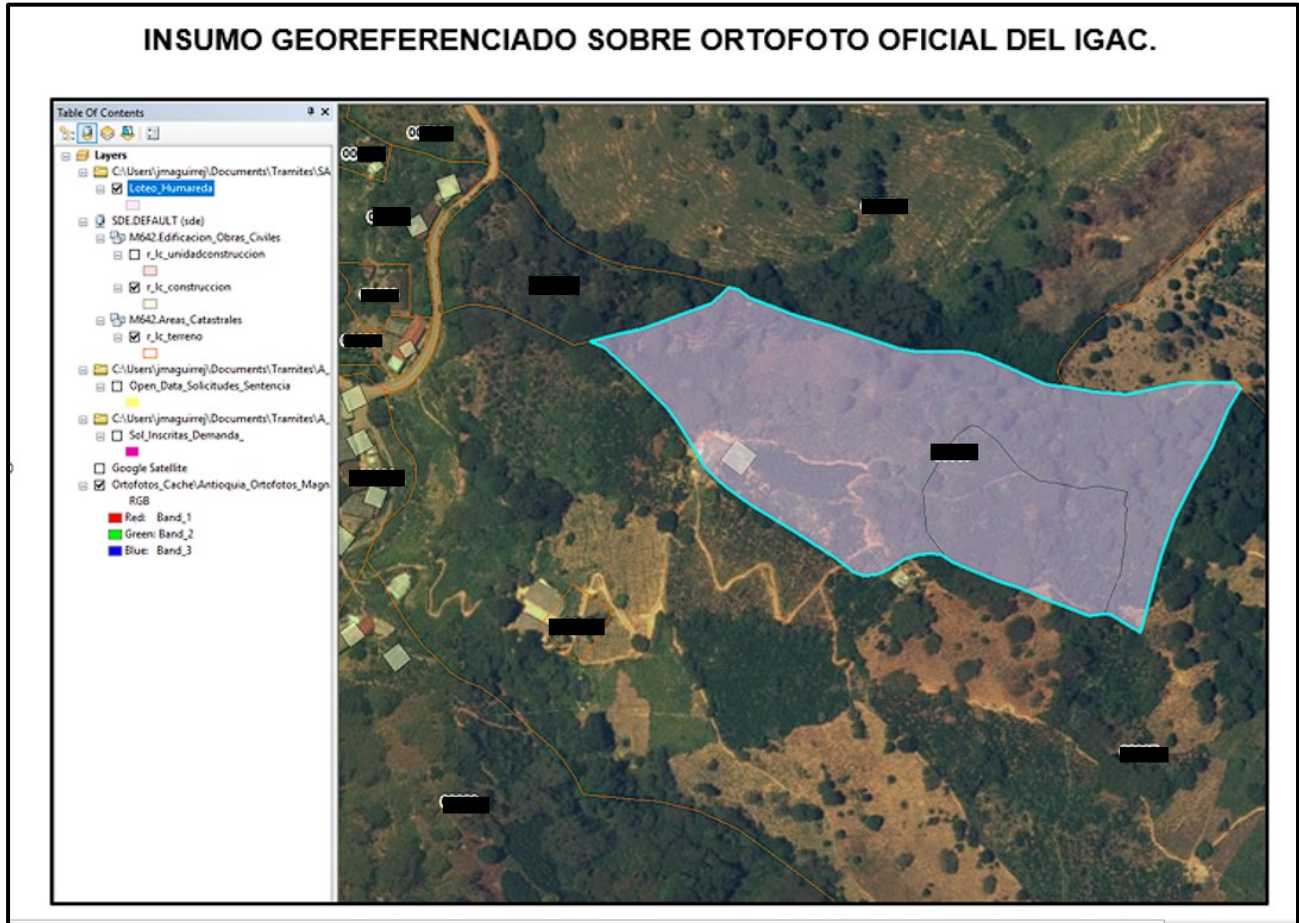 INSUMO GEOREFERENCIADO SOBRE ORTOFOTO OFICIAL DEL IGAC.
Table Of Contents
Layers
C:\Users\jmaguirrej\Documents\Tramites\SA
Loteo_Humareda
SDE.DEFAULT (sde)
M642.Edificacion_Obras_Civiles
r_lc_unidadconstruccion
r_lc_construccion
M642.Areas_Catastrales
r_lc_terreno
C:\Users\jmaguirrej\Documents\Tramites\A_
Open_Data_Solicitudes_Sentencia
C:\Users\jmaguirrej\Documents\Tramites\A_
Sol_Inscritas_Demanda_
Google Satellite
Ortofotos_Cache\Antioquia_Ortofotos_Magn
RGB
Red: Band_1
Green: Band_2
Blue: Band_3